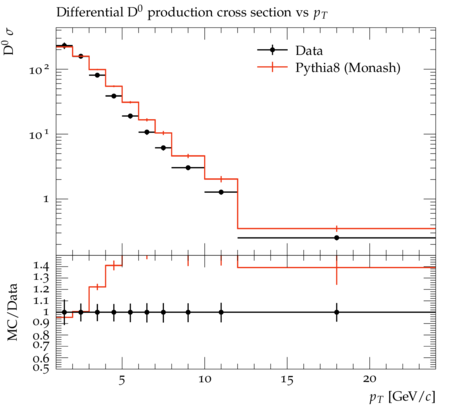 Differential D⁰ production cross section vs p_T
D⁰ σ
Data
Pythia8 (Monash)
10²
10¹
1
MC/Data
1.4
1.3
1.2
1.1
1
0.9
0.8
0.7
0.6
0.5
5
10
15
20
p_T [GeV/c]